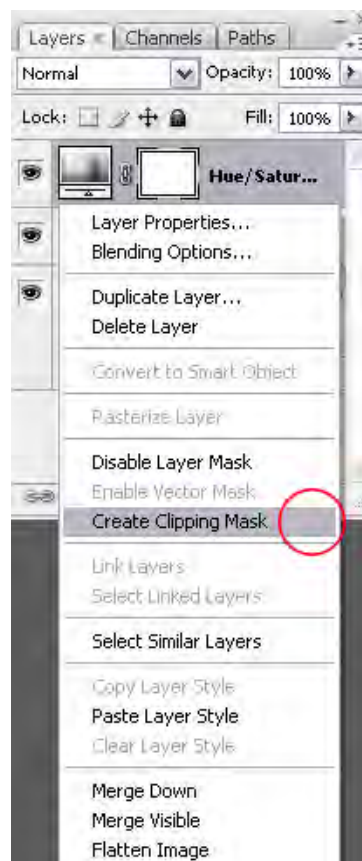 Layers × Channels Paths
Normal Opacity: 100%
Lock: Fill: 100%
Hue/Satur...
Layer Properties...
Blending Options...
Duplicate Layer...
Delete Layer
Convert to Smart Object
Rasterize Layer
Disable Layer Mask
Enable Vector Mask
Create Clipping Mask
Link Layers
Select Linked Layers
Select Similar Layers
Copy Layer Style
Paste Layer Style
Clear Layer Style
Merge Down
Merge Visible
Flatten Image